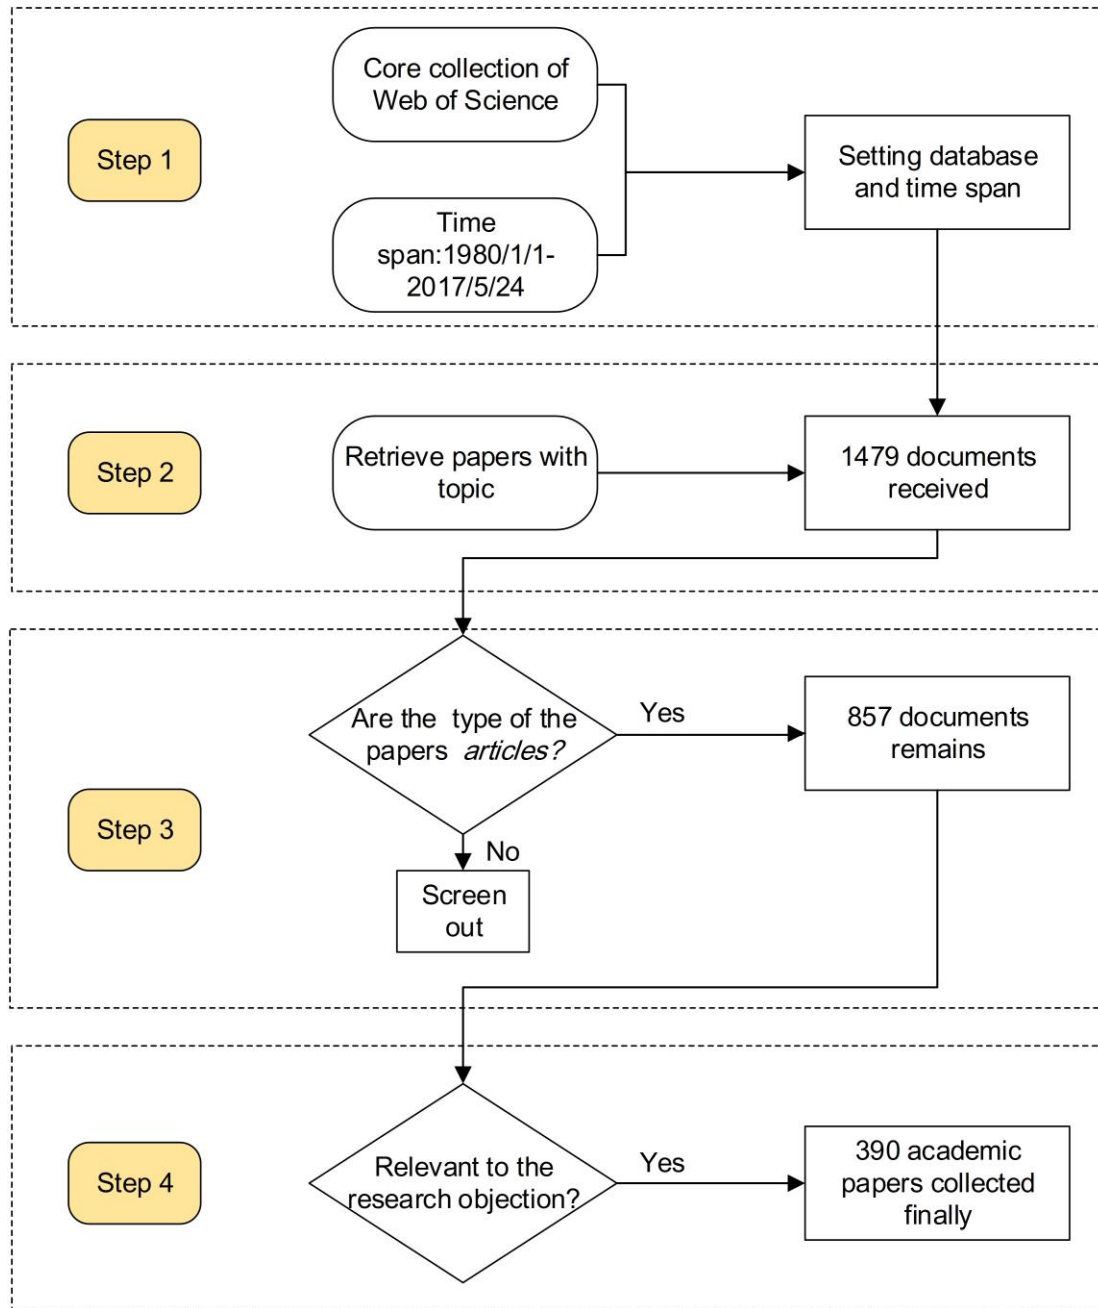 Step 1
Core collection of
Web of Science
Time
span:1980/1/1-
2017/5/24
Setting database
and time span
Step 2
Retrieve papers with
topic
1479 documents
received
Step 3
Are the type of the
papers articles?
Yes
857 documents
remains
No
Screen
out
Step 4
Relevant to the
research objection?
Yes
390 academic
papers collected
finally